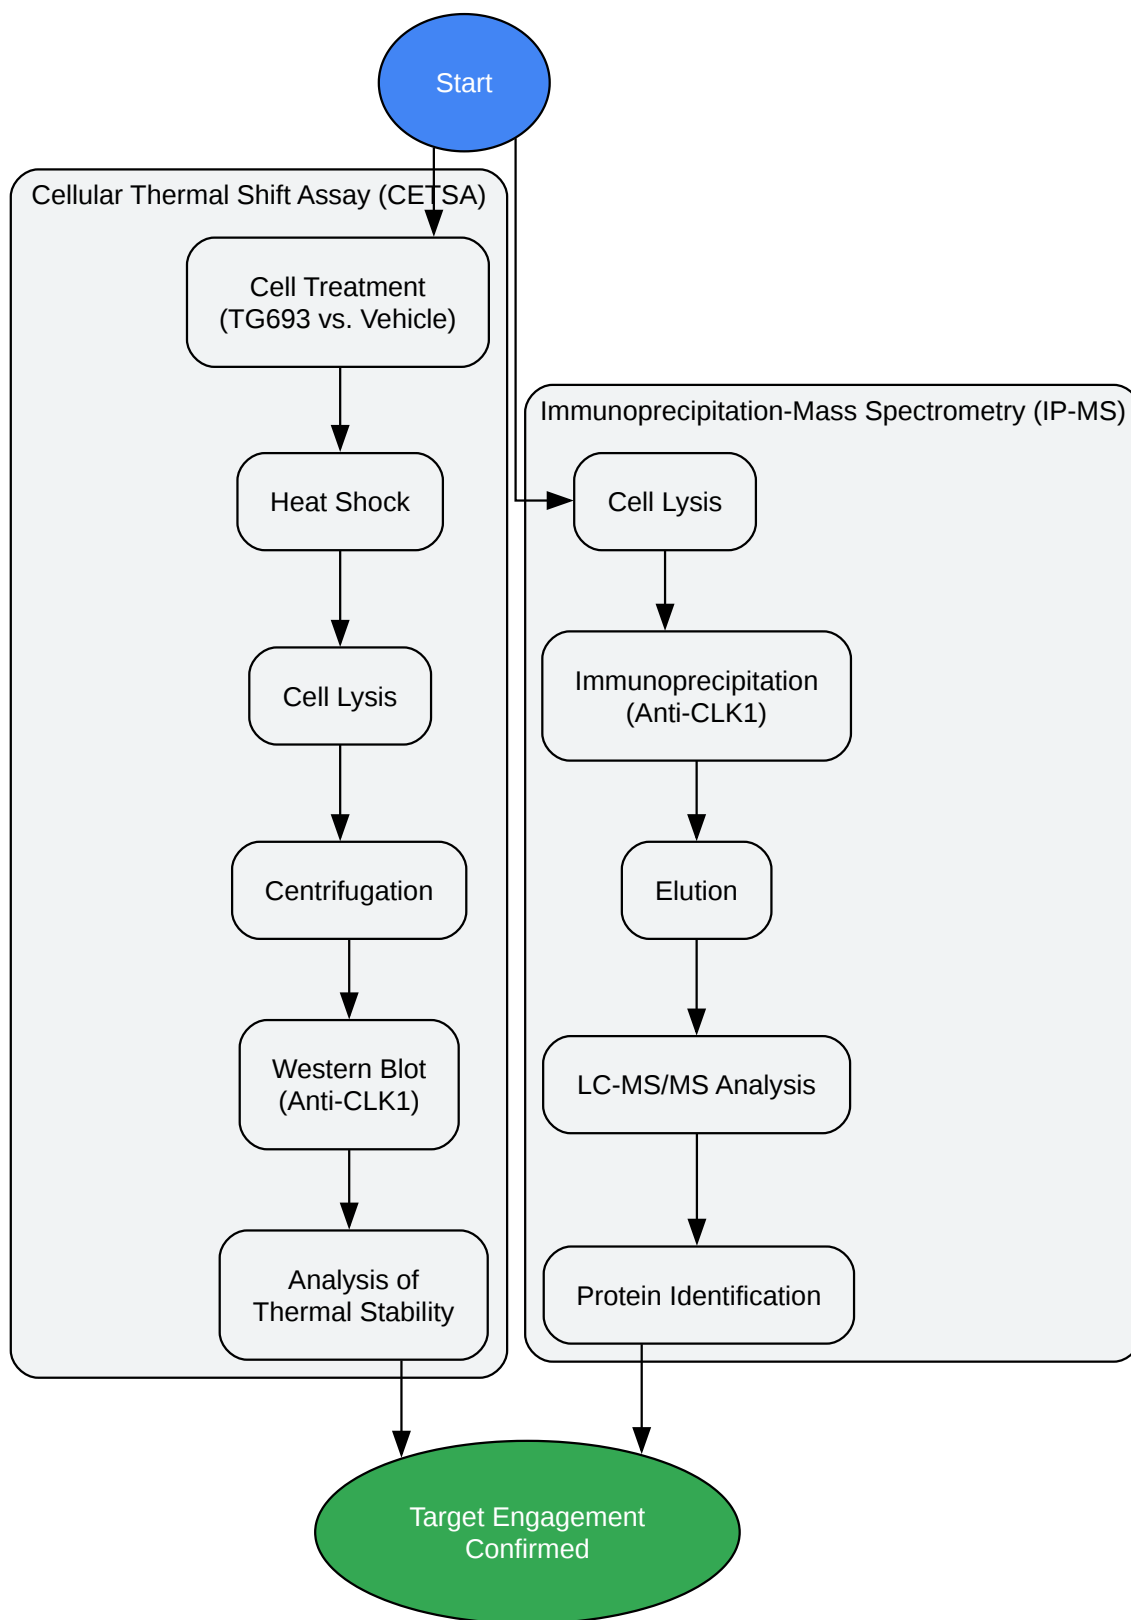 Start
Cellular Thermal Shift Assay (CETSA)
Cell Treatment
(TG693 vs. Vehicle)
Heat Shock
Cell Lysis
Centrifugation
Western Blot
(Anti-CLK1)
Analysis of
Thermal Stability
Immunoprecipitation-Mass Spectrometry (IP-MS)
Cell Lysis
Immunoprecipitation
(Anti-CLK1)
Elution
LC-MS/MS Analysis
Protein Identification
Target Engagement
Confirmed